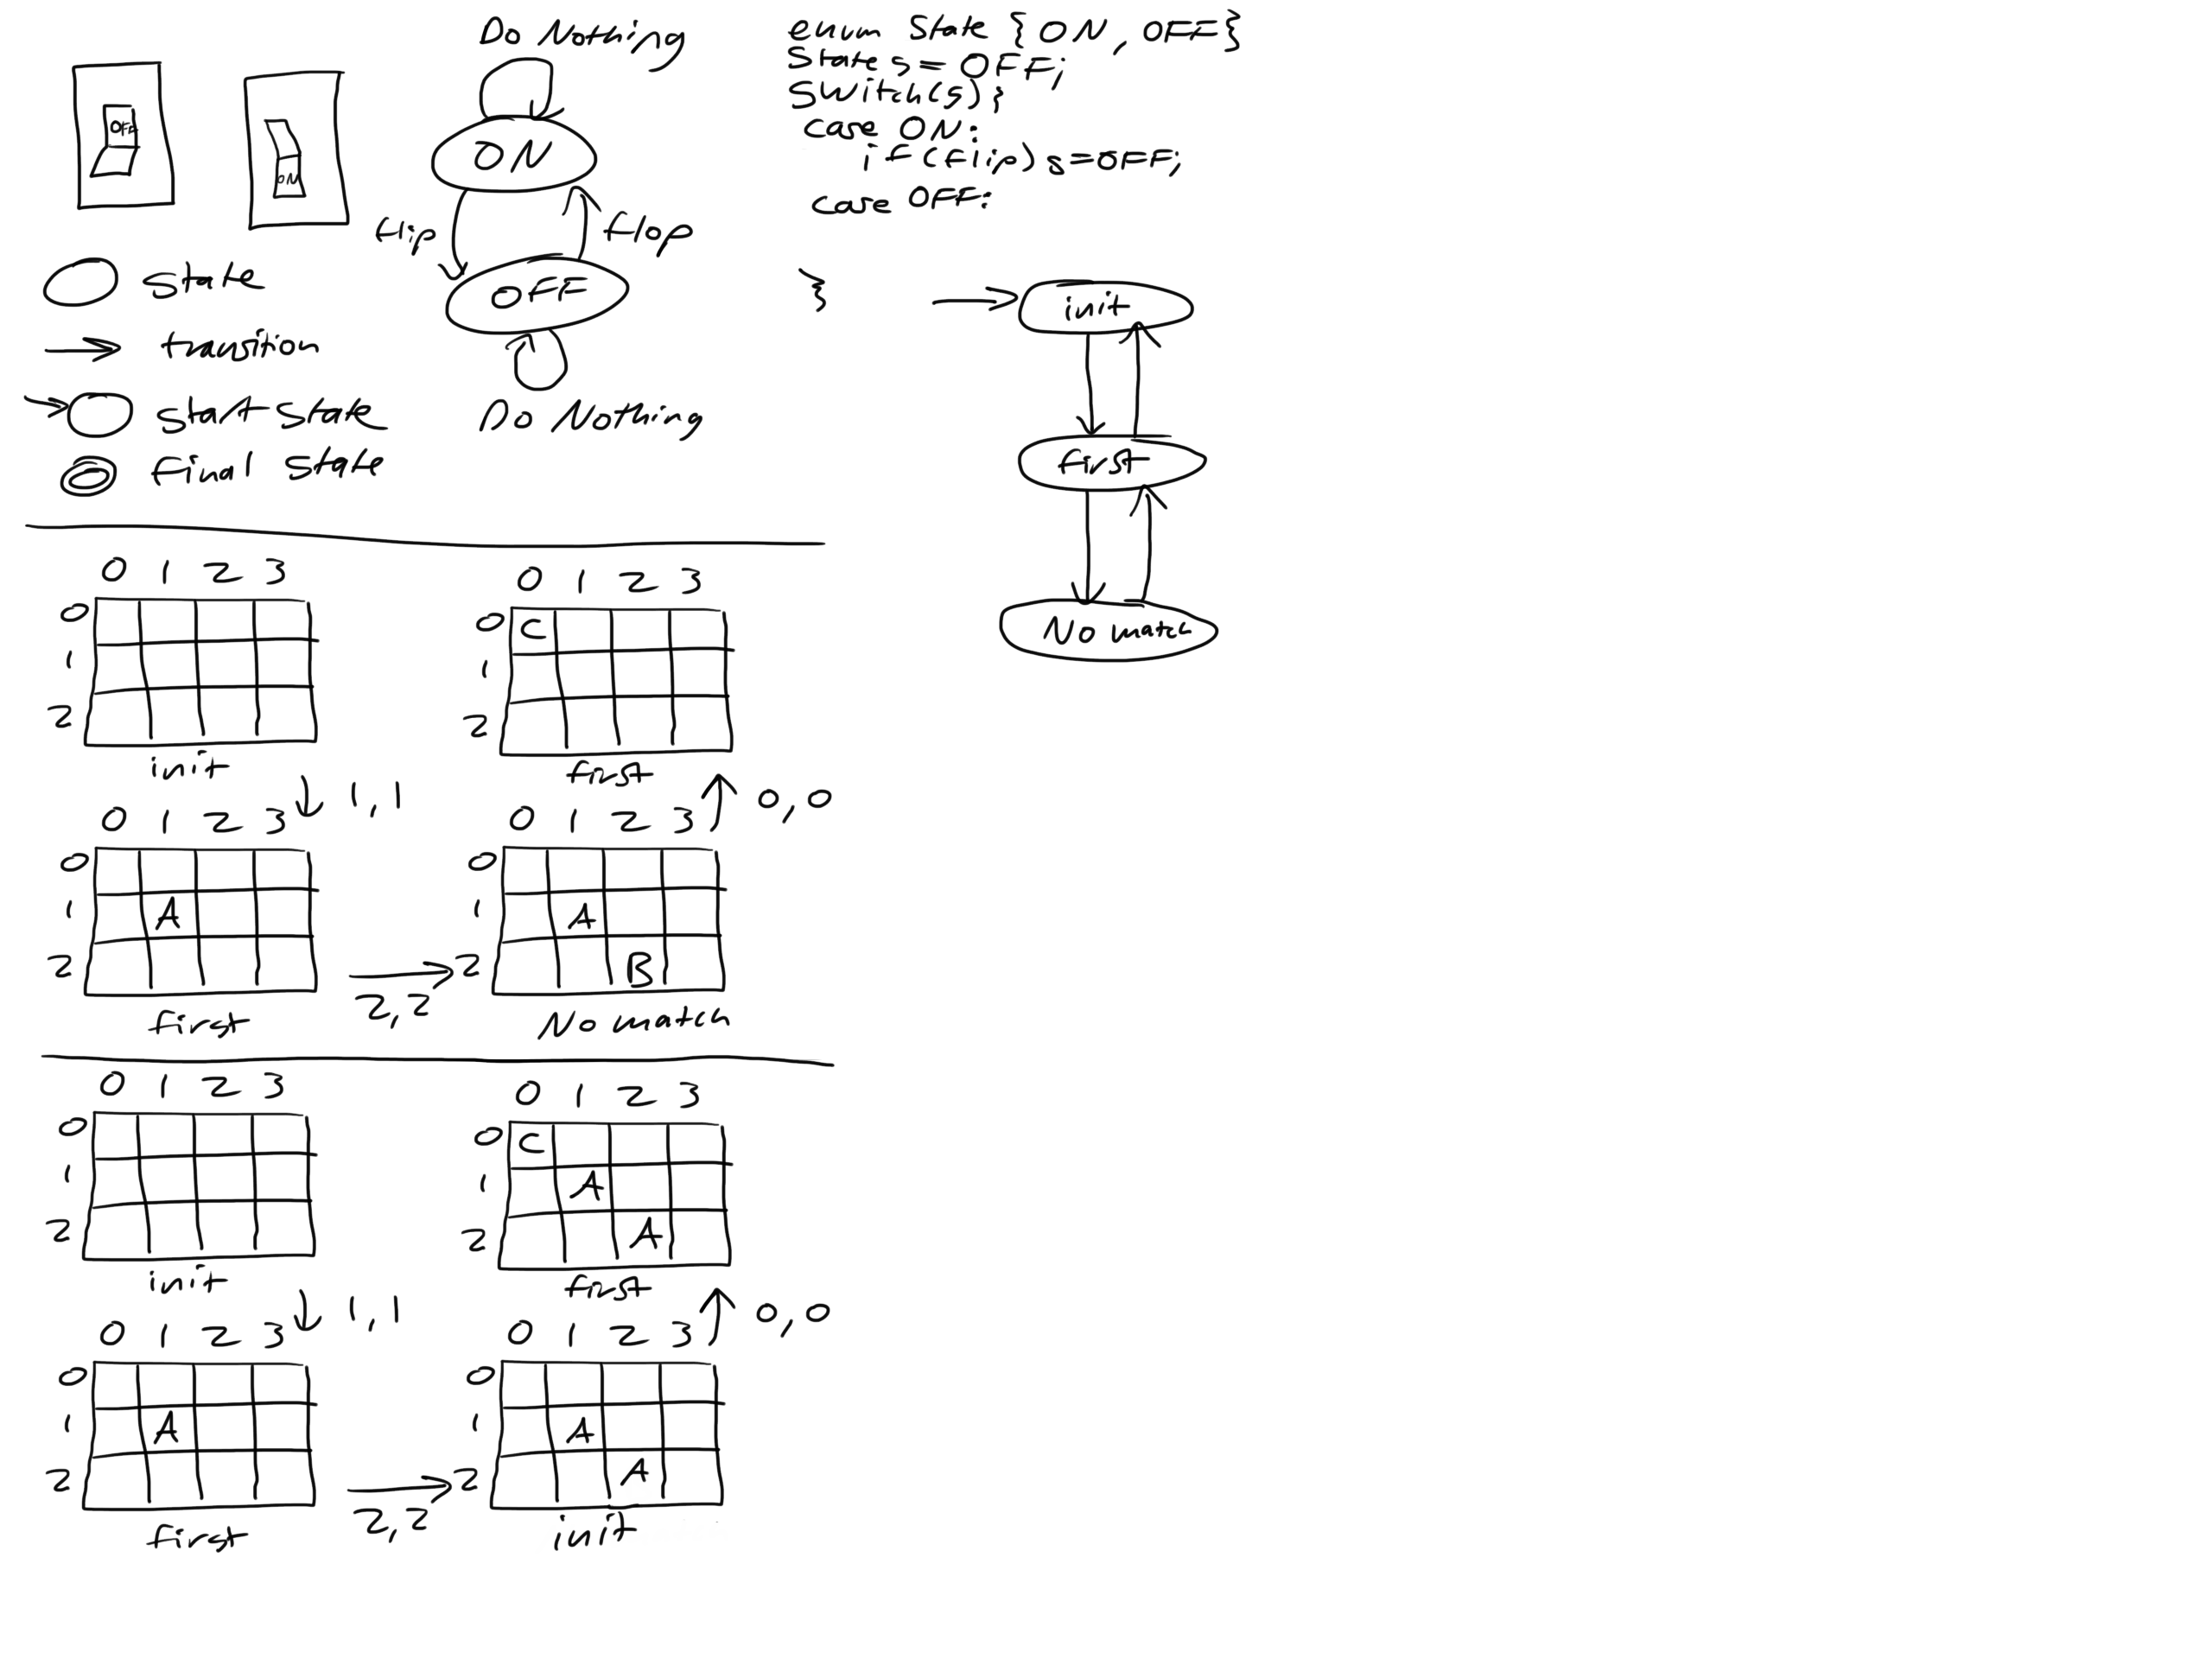 Do Nothing
OFF
ON
ON
flip
flop
OFF
Do Nothing
state
transition
start state
final state
enum State { ON, OFF}
State s = OFF;
switch(s) {
case ON:
if (flip) s=OFF;
case OFF:
}
init
first
No match
0 1 2 3
0
1
2
init
0 1 2 3
0 C
1
2
first
1,1
0,0
0 1 2 3
0
1 A
2
first
2,2
0 1 2 3
0
1 A
2 B
No match
0 1 2 3
0
1
2
init
0 1 2 3
0 C
1 A
2 A
first
1,1
0,0
0 1 2 3
0
1 A
2
first
2,2
0 1 2 3
0
1 A
2 A
init